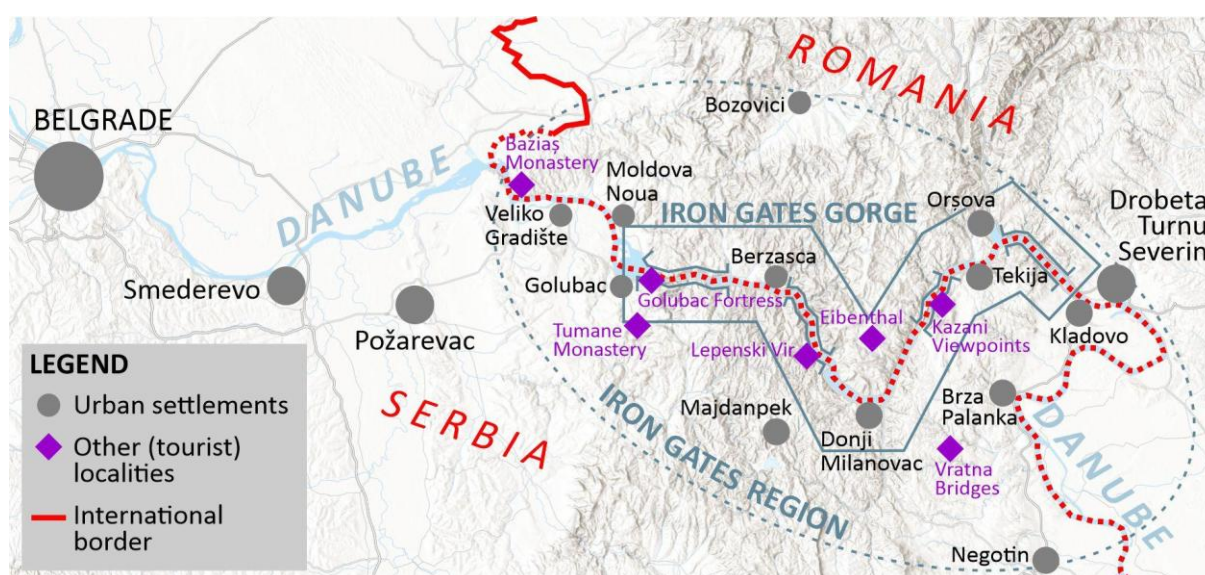 ROMANIA
Bozovici
BELGRADE
DANUBE
Baziaş
Monastery
Moldova
Noua
Veliko
Gradište
IRON GATES GORGE
Orşova
Drobeta
Turnu
Severin
Smederevo
Požarevac
Golubac
Berzasca
Tekija
Golubac Fortress
Tumane
Monastery
Lepenski Vir
Eibenthal
Kazani
Viewpoints
Kladovo
SERBIA
IRON GATES REGION
Majdanpek
Donji
Milanovac
Brza
Palanka
Vratna
Bridges
DANUBE
Negotin
LEGEND
Urban settlements
Other (tourist)
localities
International
border